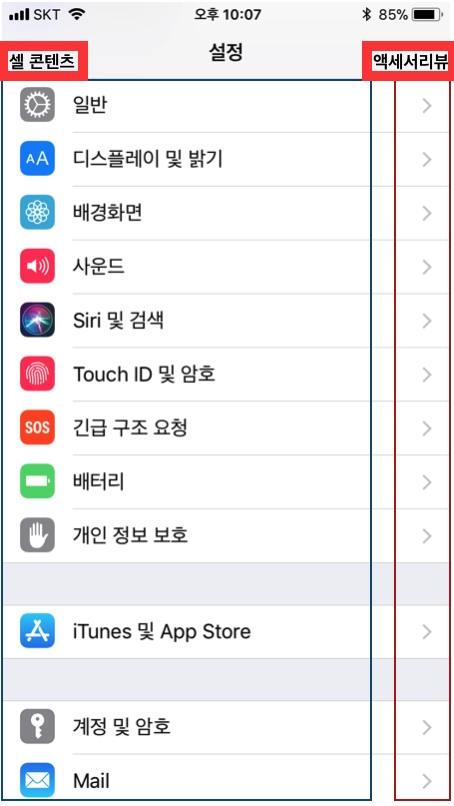 SKT 오후 10:07 85%
설정
셀 콘텐츠 액세서리뷰
일반
AA 디스플레이 및 밝기
배경화면
사운드
Siri 및 검색
Touch ID 및 암호
SOS 긴급 구조 요청
배터리
개인 정보 보호
iTunes 및 App Store
계정 및 암호
Mail